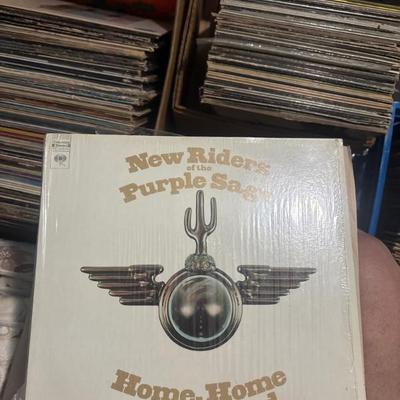 New Riders
of the
Purple Sage
Home, Home